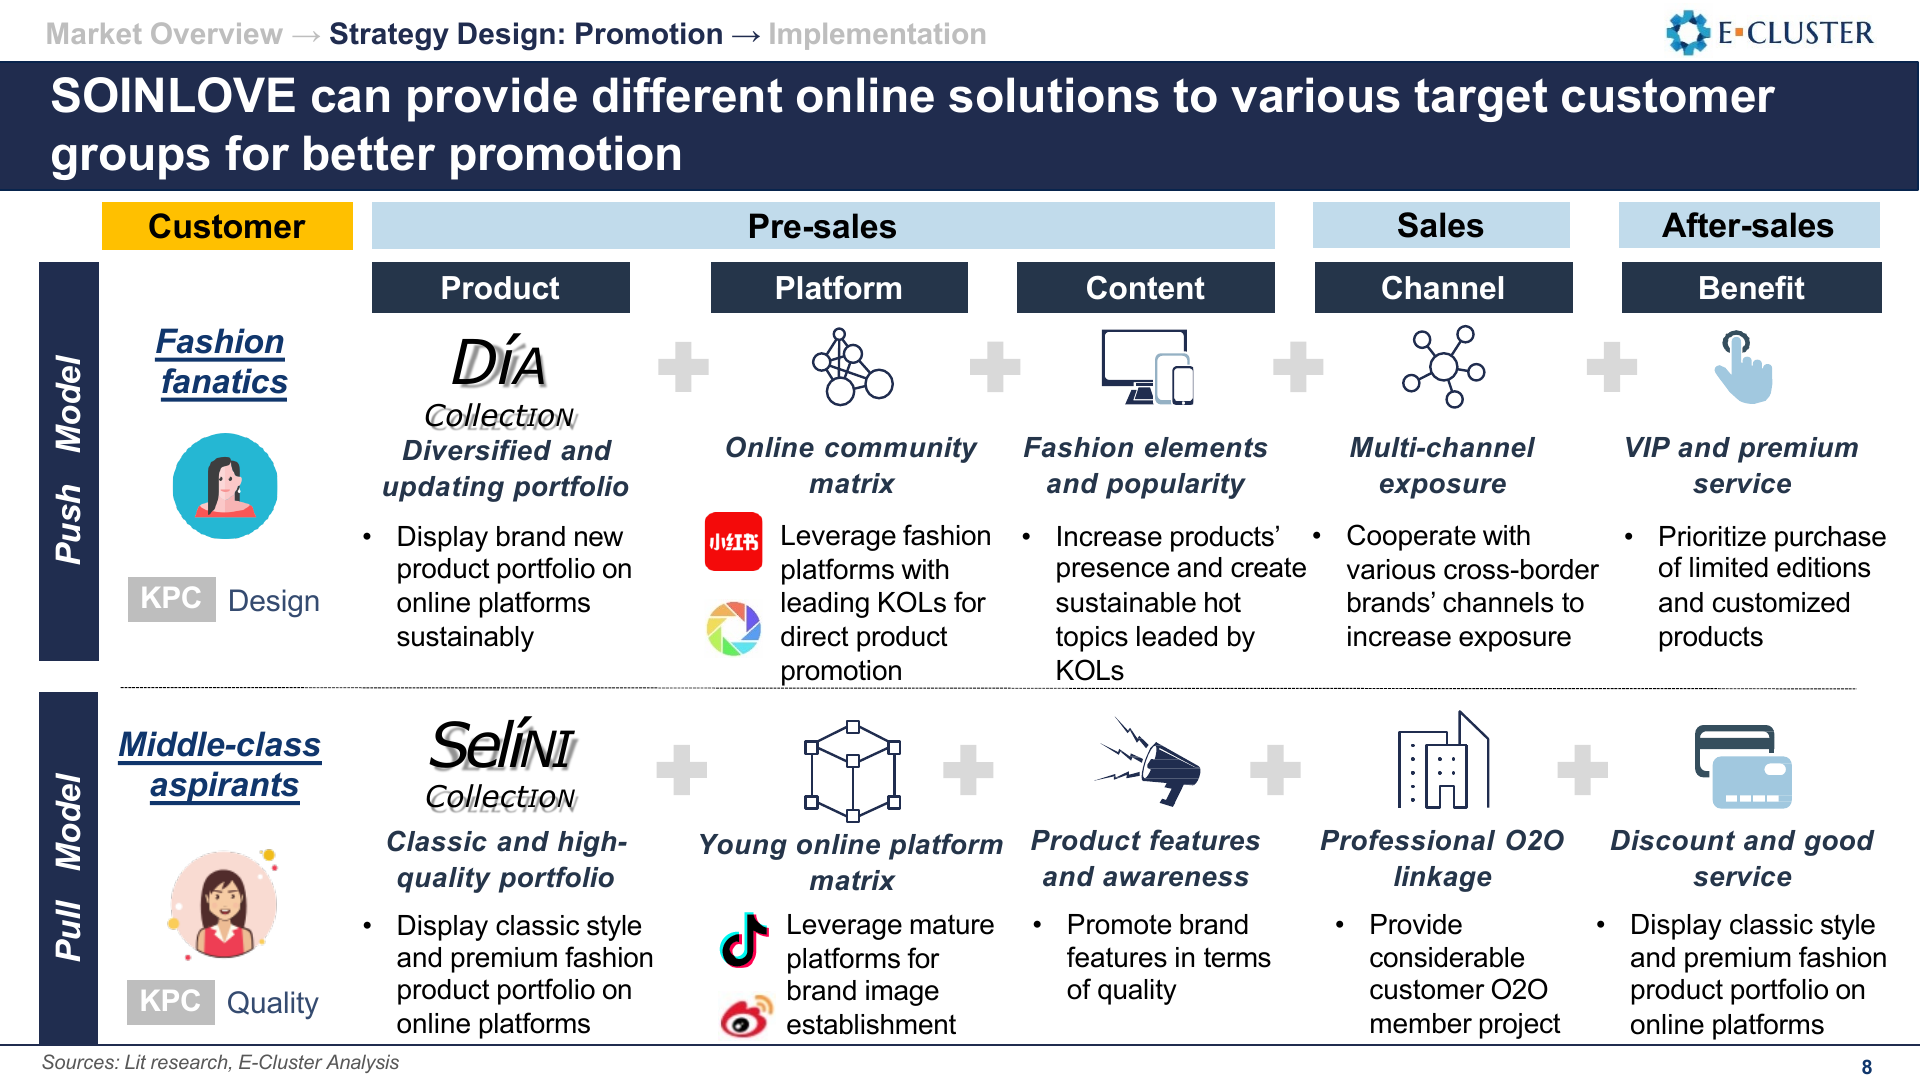 Market Overview → Strategy Design: Promotion → Implementation
E·CLUSTER
SOINLOVE can provide different online solutions to various target customer
groups for better promotion
Customer
Pre-sales
Sales
After-sales
Product
Platform
Content
Channel
Benefit
Push Model
Fashion
fanatics
KPC
Design
DíA
CollectıoN
Diversified and
updating portfolio
• Display brand new
product portfolio on
online platforms
sustainably
Online community
matrix
小红书
Leverage fashion
platforms with
leading KOLs for
direct product
promotion
Fashion elements
and popularity
• Increase products’
presence and create
sustainable hot
topics leaded by
KOLs
Multi-channel
exposure
• Cooperate with
various cross-border
brands’ channels to
increase exposure
VIP and premium
service
• Prioritize purchase
of limited editions
and customized
products
Pull Model
Middle-class
aspirants
KPC
Quality
SelíNI
CollectıoN
Classic and high-
quality portfolio
• Display classic style
and premium fashion
product portfolio on
online platforms
Young online platform
matrix
Leverage mature
platforms for
brand image
establishment
Product features
and awareness
• Promote brand
features in terms
of quality
Professional O2O
linkage
• Provide
considerable
customer O2O
member project
Discount and good
service
• Display classic style
and premium fashion
product portfolio on
online platforms
Sources: Lit research, E-Cluster Analysis
8